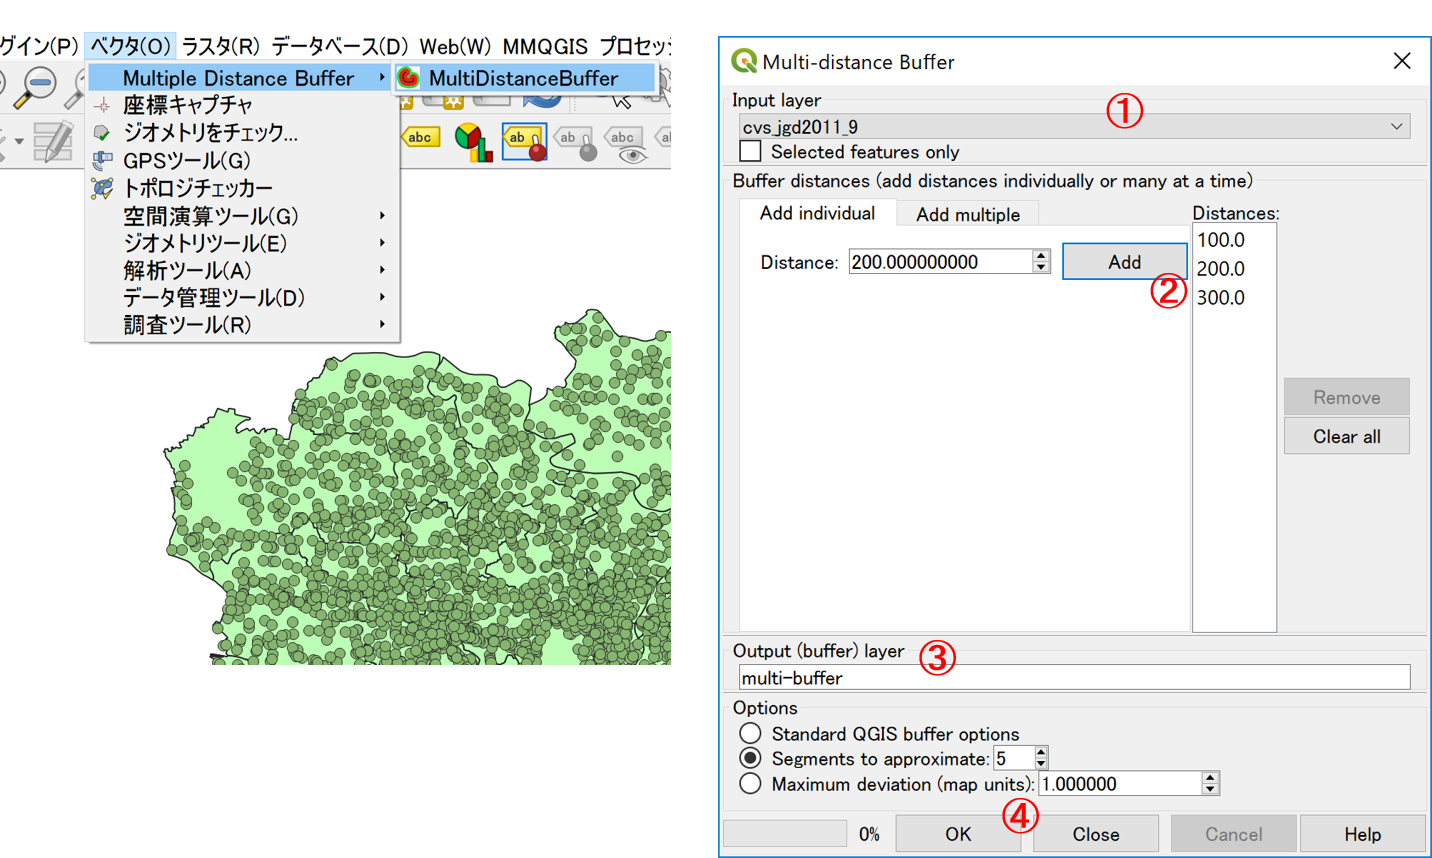 グイン(P) ベクタ(O) ラスタ(R) データベース(D) Web(W) MMQGIS プロセッシ
Multiple Distance Buffer
MultiDistanceBuffer
座標キャプチャ
ジオメトリをチェック...
GPSツール(G)
トポロジチェッカー
空間演算ツール(G)
ジオメトリツール(E)
解析ツール(A)
データ管理ツール(D)
調査ツール(R)
abc
ab
ab
abc
Multi-distance Buffer
Input layer
①
cvs_jgd2011_9
Selected features only
Buffer distances (add distances individually or many at a time)
Add individual
Add multiple
Distances:
Distance: 200.000000000
Add
②
100.0
200.0
300.0
Remove
Clear all
Output (buffer) layer
③
multi-buffer
Options
Standard QGIS buffer options
Segments to approximate: 5
Maximum deviation (map units): 1.000000
④
0%
OK
Close
Cancel
Help